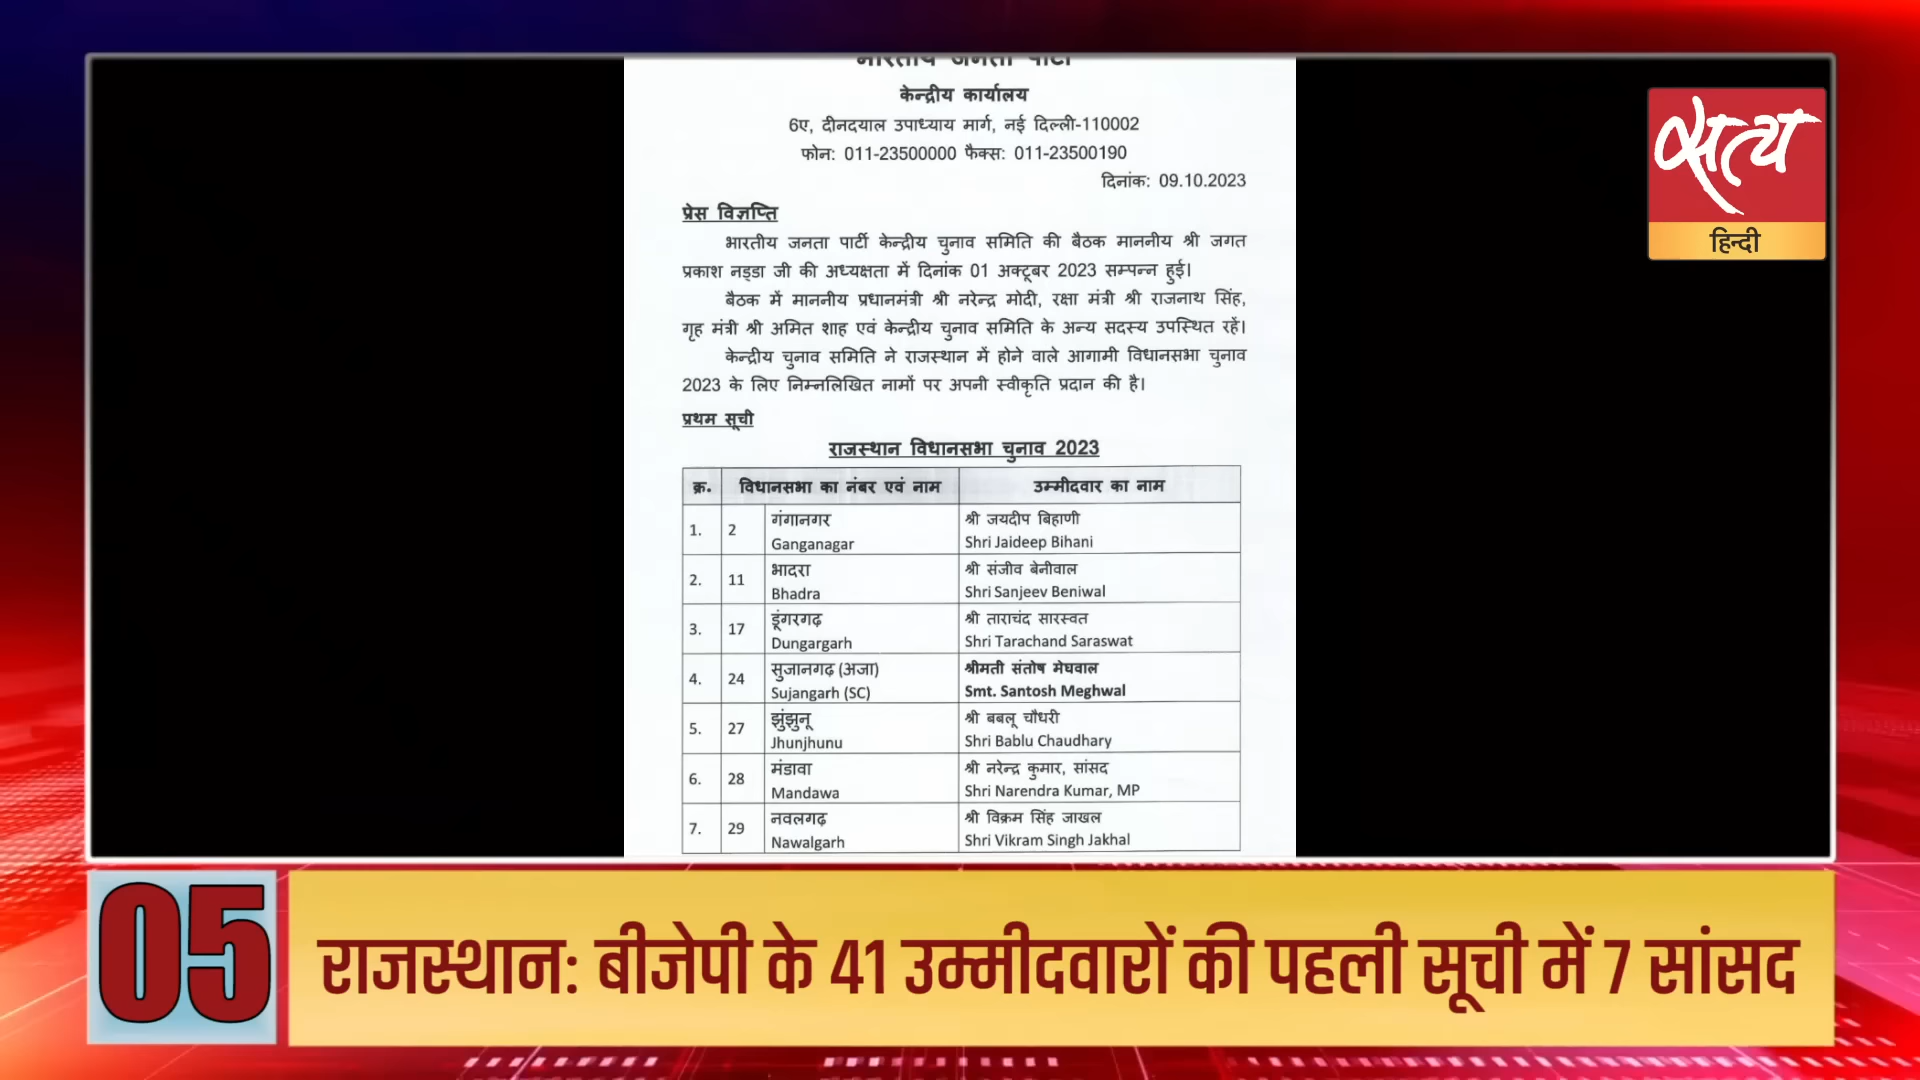 भारतीय जनता पार्टी
केन्द्रीय कार्यालय
6ए, दीनदयाल उपाध्याय मार्ग, नई दिल्ली-110002
फोन: 011-23500000 फैक्स: 011-23500190
दिनांक: 09.10.2023
प्रेस विज्ञप्ति
भारतीय जनता पार्टी केन्द्रीय चुनाव समिति की बैठक माननीय श्री जगत
प्रकाश नड्डा जी की अध्यक्षता में दिनांक 01 अक्टूबर 2023 सम्पन्न हुई।
बैठक में माननीय प्रधानमंत्री श्री नरेन्द्र मोदी, रक्षा मंत्री श्री राजनाथ सिंह,
गृह मंत्री श्री अमित शाह एवं केन्द्रीय चुनाव समिति के अन्य सदस्य उपस्थित रहें।
केन्द्रीय चुनाव समिति ने राजस्थान में होने वाले आगामी विधानसभा चुनाव
2023 के लिए निम्नलिखित नामों पर अपनी स्वीकृति प्रदान की है।
प्रथम सूची
राजस्थान विधानसभा चुनाव 2023
क्र. विधानसभा का नंबर एवं नाम उम्मीदवार का नाम
1. 2 गंगानगर श्री जयदीप बिहाणी
Ganganagar Shri Jaideep Bihani
2. 11 भादरा श्री संजीव बेनीवाल
Bhadra Shri Sanjeev Beniwal
3. 17 डूंगरगढ़ श्री ताराचंद सारस्वत
Dungargarh Shri Tarachand Saraswat
4. 24 सुजानगढ़ (अजा) श्रीमती संतोष मेघवाल
Sujangarh (SC) Smt. Santosh Meghwal
5. 27 झुंझुनू श्री बबलू चौधरी
Jhunjhunu Shri Bablu Chaudhary
6. 28 मंडावा श्री नरेन्द्र कुमार, सांसद
Mandawa Shri Narendra Kumar, MP
7. 29 नवलगढ़ श्री विक्रम सिंह जाखल
Nawalgarh Shri Vikram Singh Jakhal
सत्य
हिन्दी
05
राजस्थान: बीजेपी के 41 उम्मीदवारों की पहली सूची में 7 सांसद